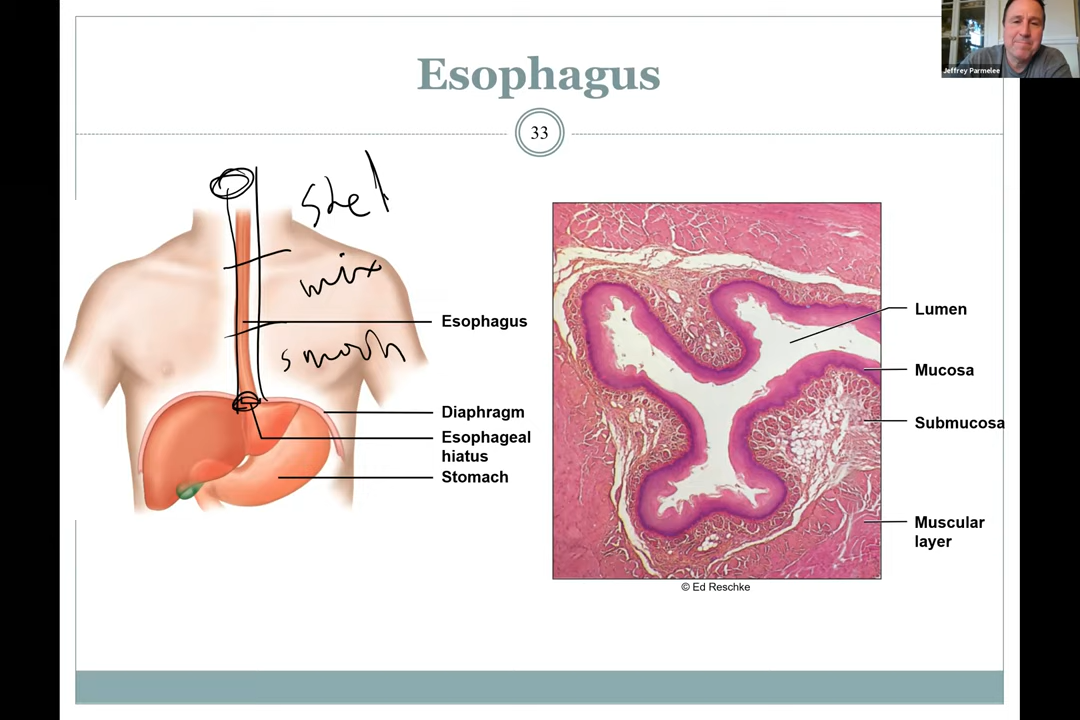 Jeffrey Parmelee
Esophagus
33
skel
mix
smooth
Esophagus
Diaphragm
Esophageal
hiatus
Stomach
Lumen
Mucosa
Submucosa
Muscular
layer
© Ed Reschke